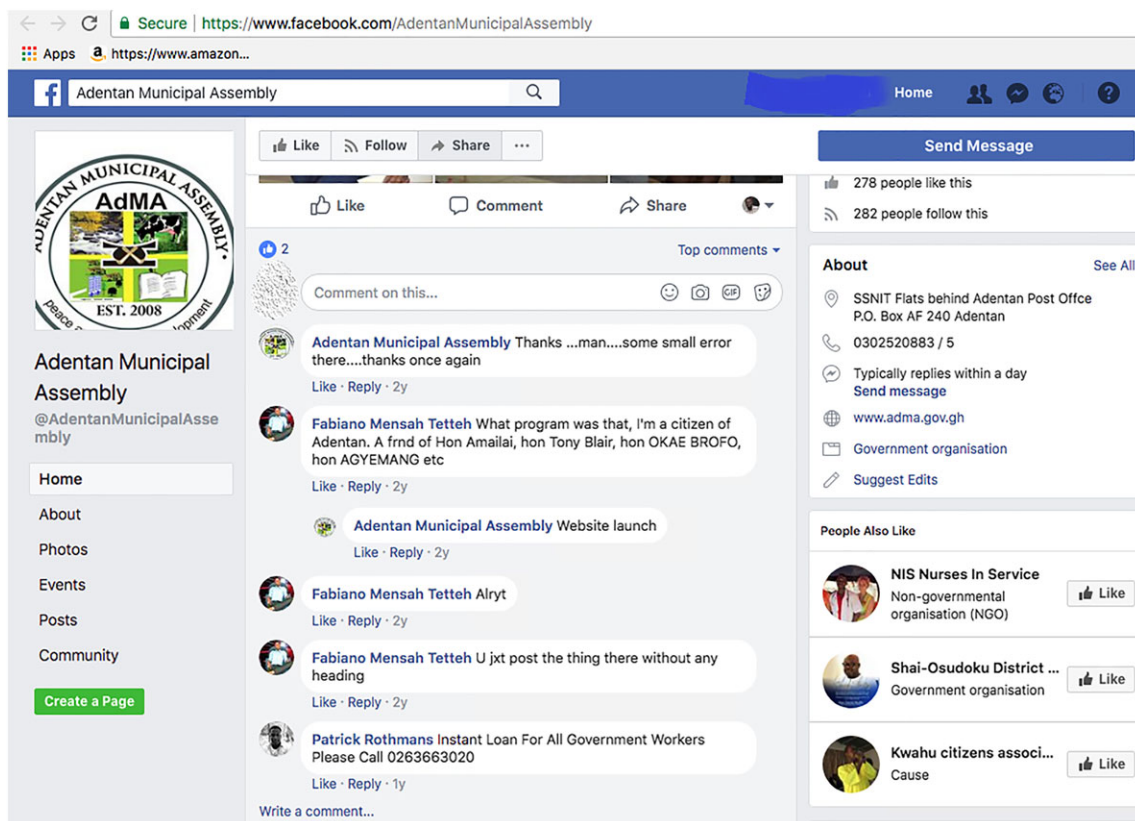 Secure | https://www.facebook.com/AdentanMunicipalAssembly
Apps
https://www.amazon...
Adentan Municipal Assembly
Home
ADENTAN MUNICIPAL ASSEMBLY
AdMA
EST. 2008
peace
Adentan Municipal
Assembly
@AdentanMunicipalAsse
mbly
Home
About
Photos
Events
Posts
Community
Create a Page
Like
Follow
Share
...
Like
Comment
Share
2
Top comments
Comment on this...
GIF
Adentan Municipal Assembly Thanks ...man....some small error
there....thanks once again
Like · Reply · 2y
Fabiano Mensah Tetteh What program was that, I'm a citizen of
Adentan. A frnd of Hon Amailai, hon Tony Blair, hon OKAE BROFO,
hon AGYEMANG etc
Like · Reply · 2y
Adentan Municipal Assembly Website launch
Like · Reply · 2y
Fabiano Mensah Tetteh Alryt
Like · Reply · 2y
Fabiano Mensah Tetteh U jxt post the thing there without any
heading
Like · Reply · 2y
Patrick Rothmans Instant Loan For All Government Workers
Please Call 0263663020
Like · Reply · 1y
Write a comment...
Send Message
278 people like this
282 people follow this
About
See All
SSNIT Flats behind Adentan Post Offce
P.O. Box AF 240 Adentan
0302520883 / 5
Typically replies within a day
Send message
www.adma.gov.gh
Government organisation
Suggest Edits
People Also Like
NIS Nurses In Service
Non-governmental
organisation (NGO)
Like
Shai-Osudoku District ...
Government organisation
Like
Kwahu citizens associ...
Cause
Like